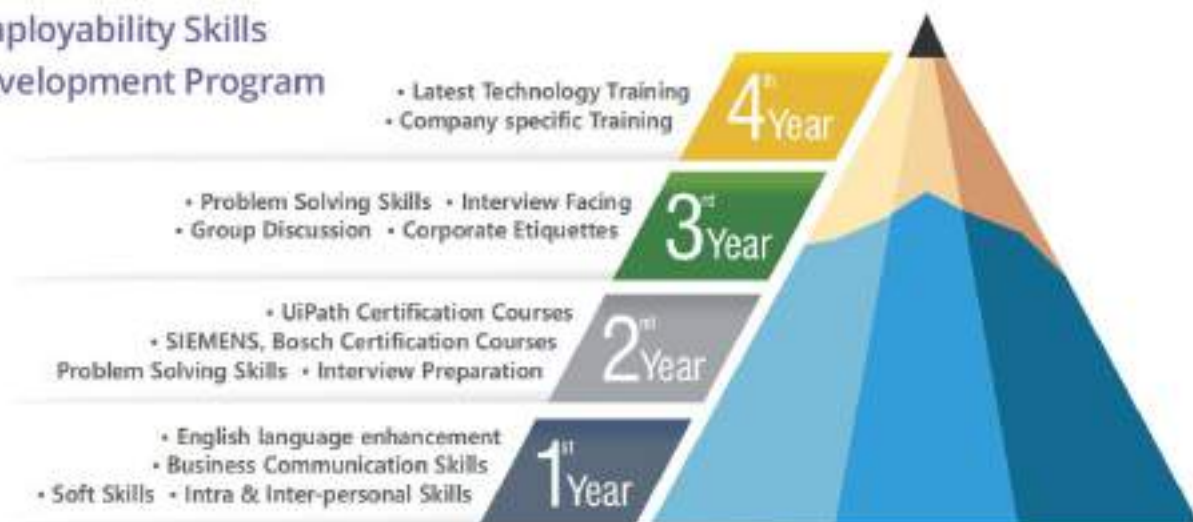 mployability Skills
velopment Program
• Latest Technology Training
• Company specific Training
4th Year
• Problem Solving Skills • Interview Facing
• Group Discussion • Corporate Etiquettes
3rd Year
• UiPath Certification Courses
• SIEMENS, Bosch Certification Courses
Problem Solving Skills • Interview Preparation
2nd Year
• English language enhancement
• Business Communication Skills
• Soft Skills • Intra & Inter-personal Skills
1ST Year